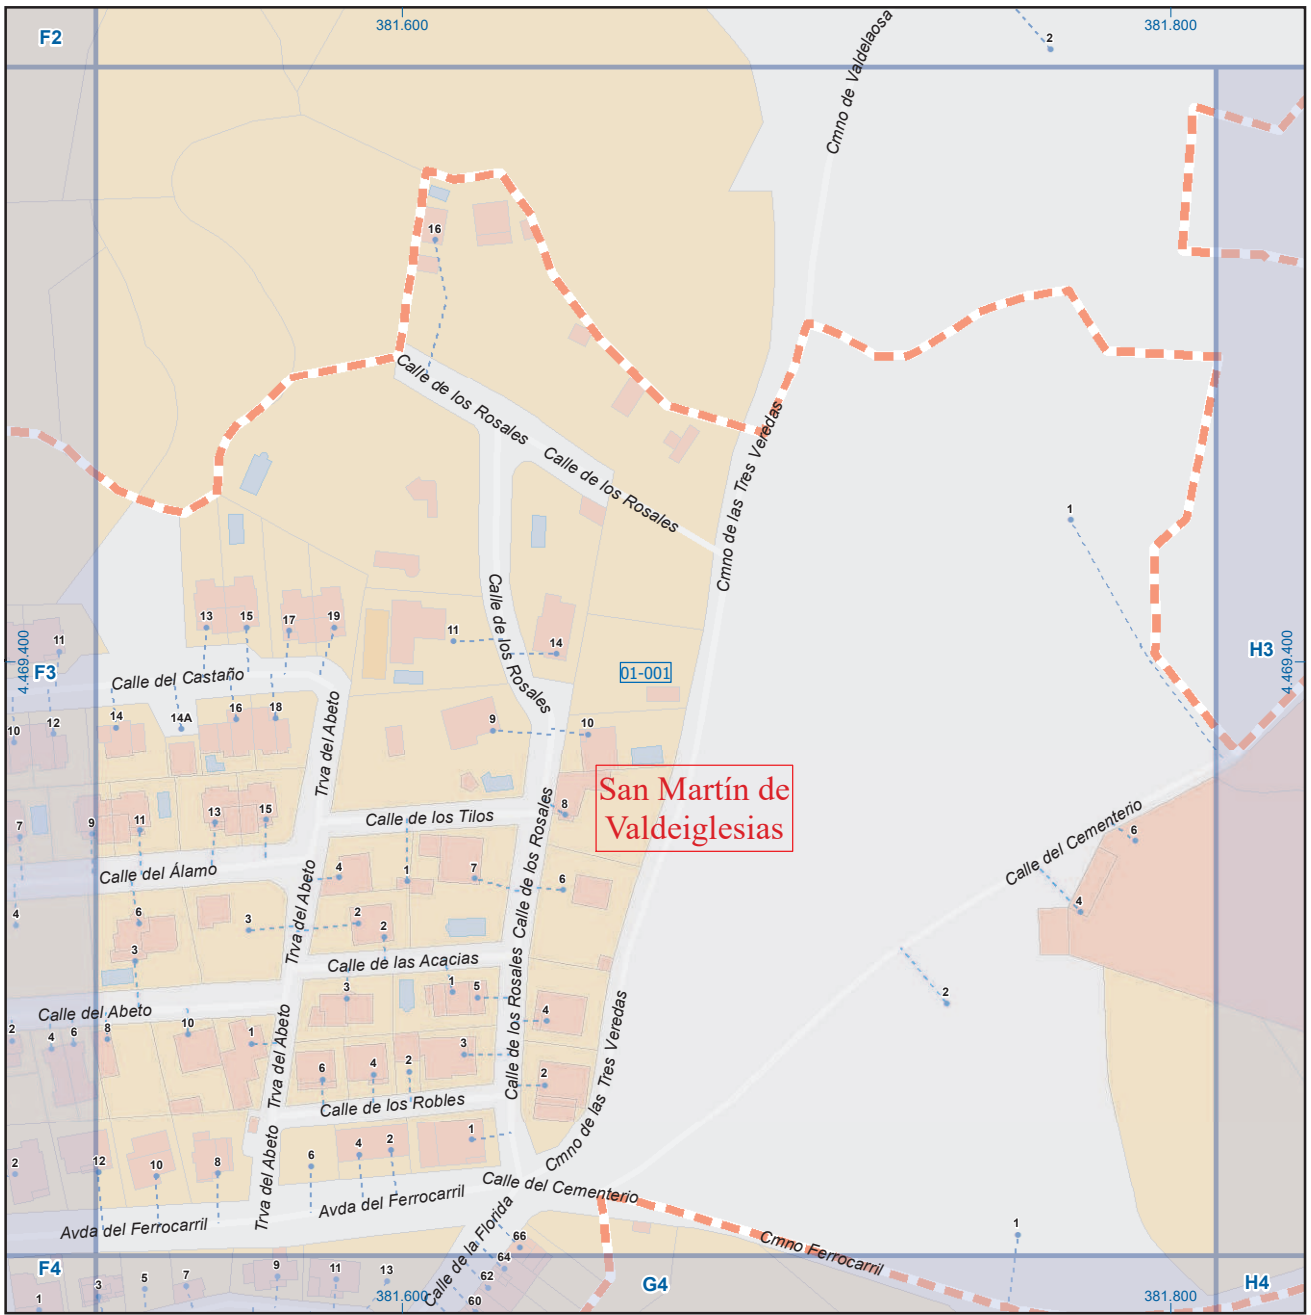 F2
381.600
381.800
2
Cmno de Valdelaosa
16
Calle de los Rosales
Calle de los Rosales
Cmno de las Tres Veredas
1
Calle de los Rosales
13
15
17
19
11
14
11
4.469.400
F3
01-001
H3
4.469.400
Calle del Castaño
14
14A
16
18
10
12
Trva del Abeto
9
10
San Martín de
Valdeiglesias
7
9
11
13
15
Calle de los Tilos
8
Calle de los Rosales
6
Calle del Cementerio
Calle del Álamo
4
1
7
6
4
4
6
3
2
2
3
Trva del Abeto
Calle de las Acacias
Calle de los Rosales
2
3
1
5
4
Cmno de las Tres Veredas
Calle del Abeto
2
4
6
8
10
1
Trva del Abeto
6
4
2
3
2
Calle de los Robles
2
12
10
8
Trva del Abeto
6
4
2
1
Calle del Cementerio
Avda del Ferrocarril
Avda del Ferrocarril
Calle de la Florida
Cmno Ferrocarril
1
66
64
62
60
F4
1
3
5
7
9
11
13
381.600
G4
381.800
H4